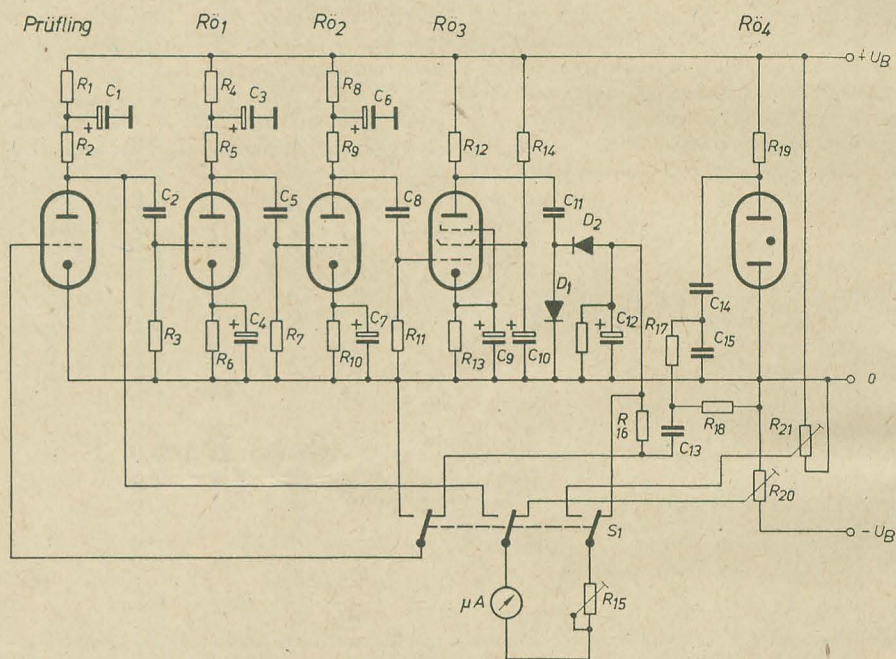 Prüfling Rö1 Rö2 Rö3 Rö4
+UB
R1 C1 R4 C3 R8 C6
R2 R5 R9 R12 R14 R19
C2 C5 C8 C11
D2
D1
C14
R3 C4 R7 C7 R11 C9 C10 C12 R17 C15
R6 R10 R13
0
R16 C13 R18 R21
R20
S1
-UB
µA R15